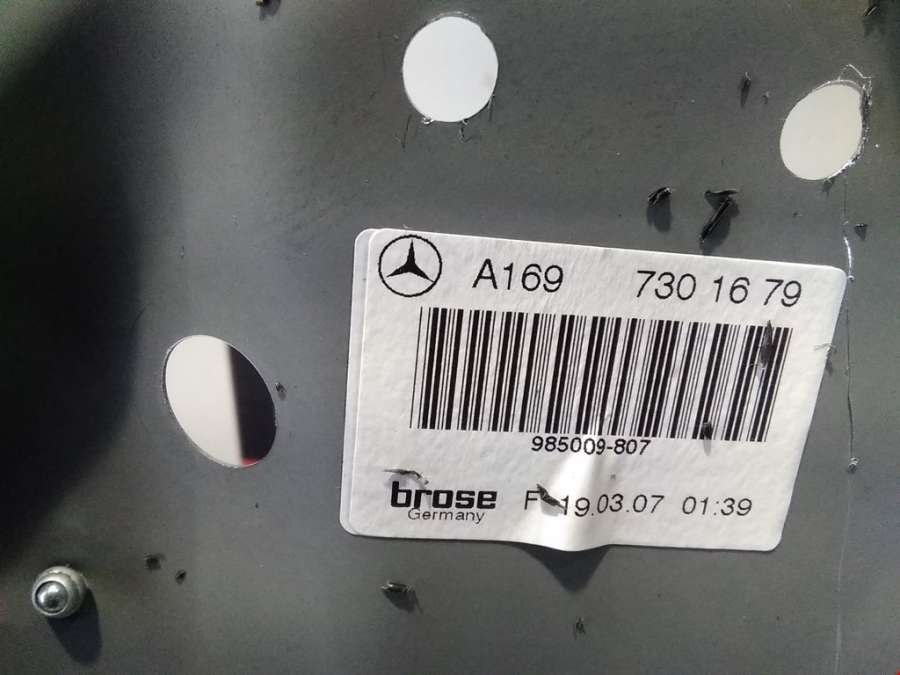 A169 730 16 79
985009-807
brose F 19.03.07 01:39
Germany